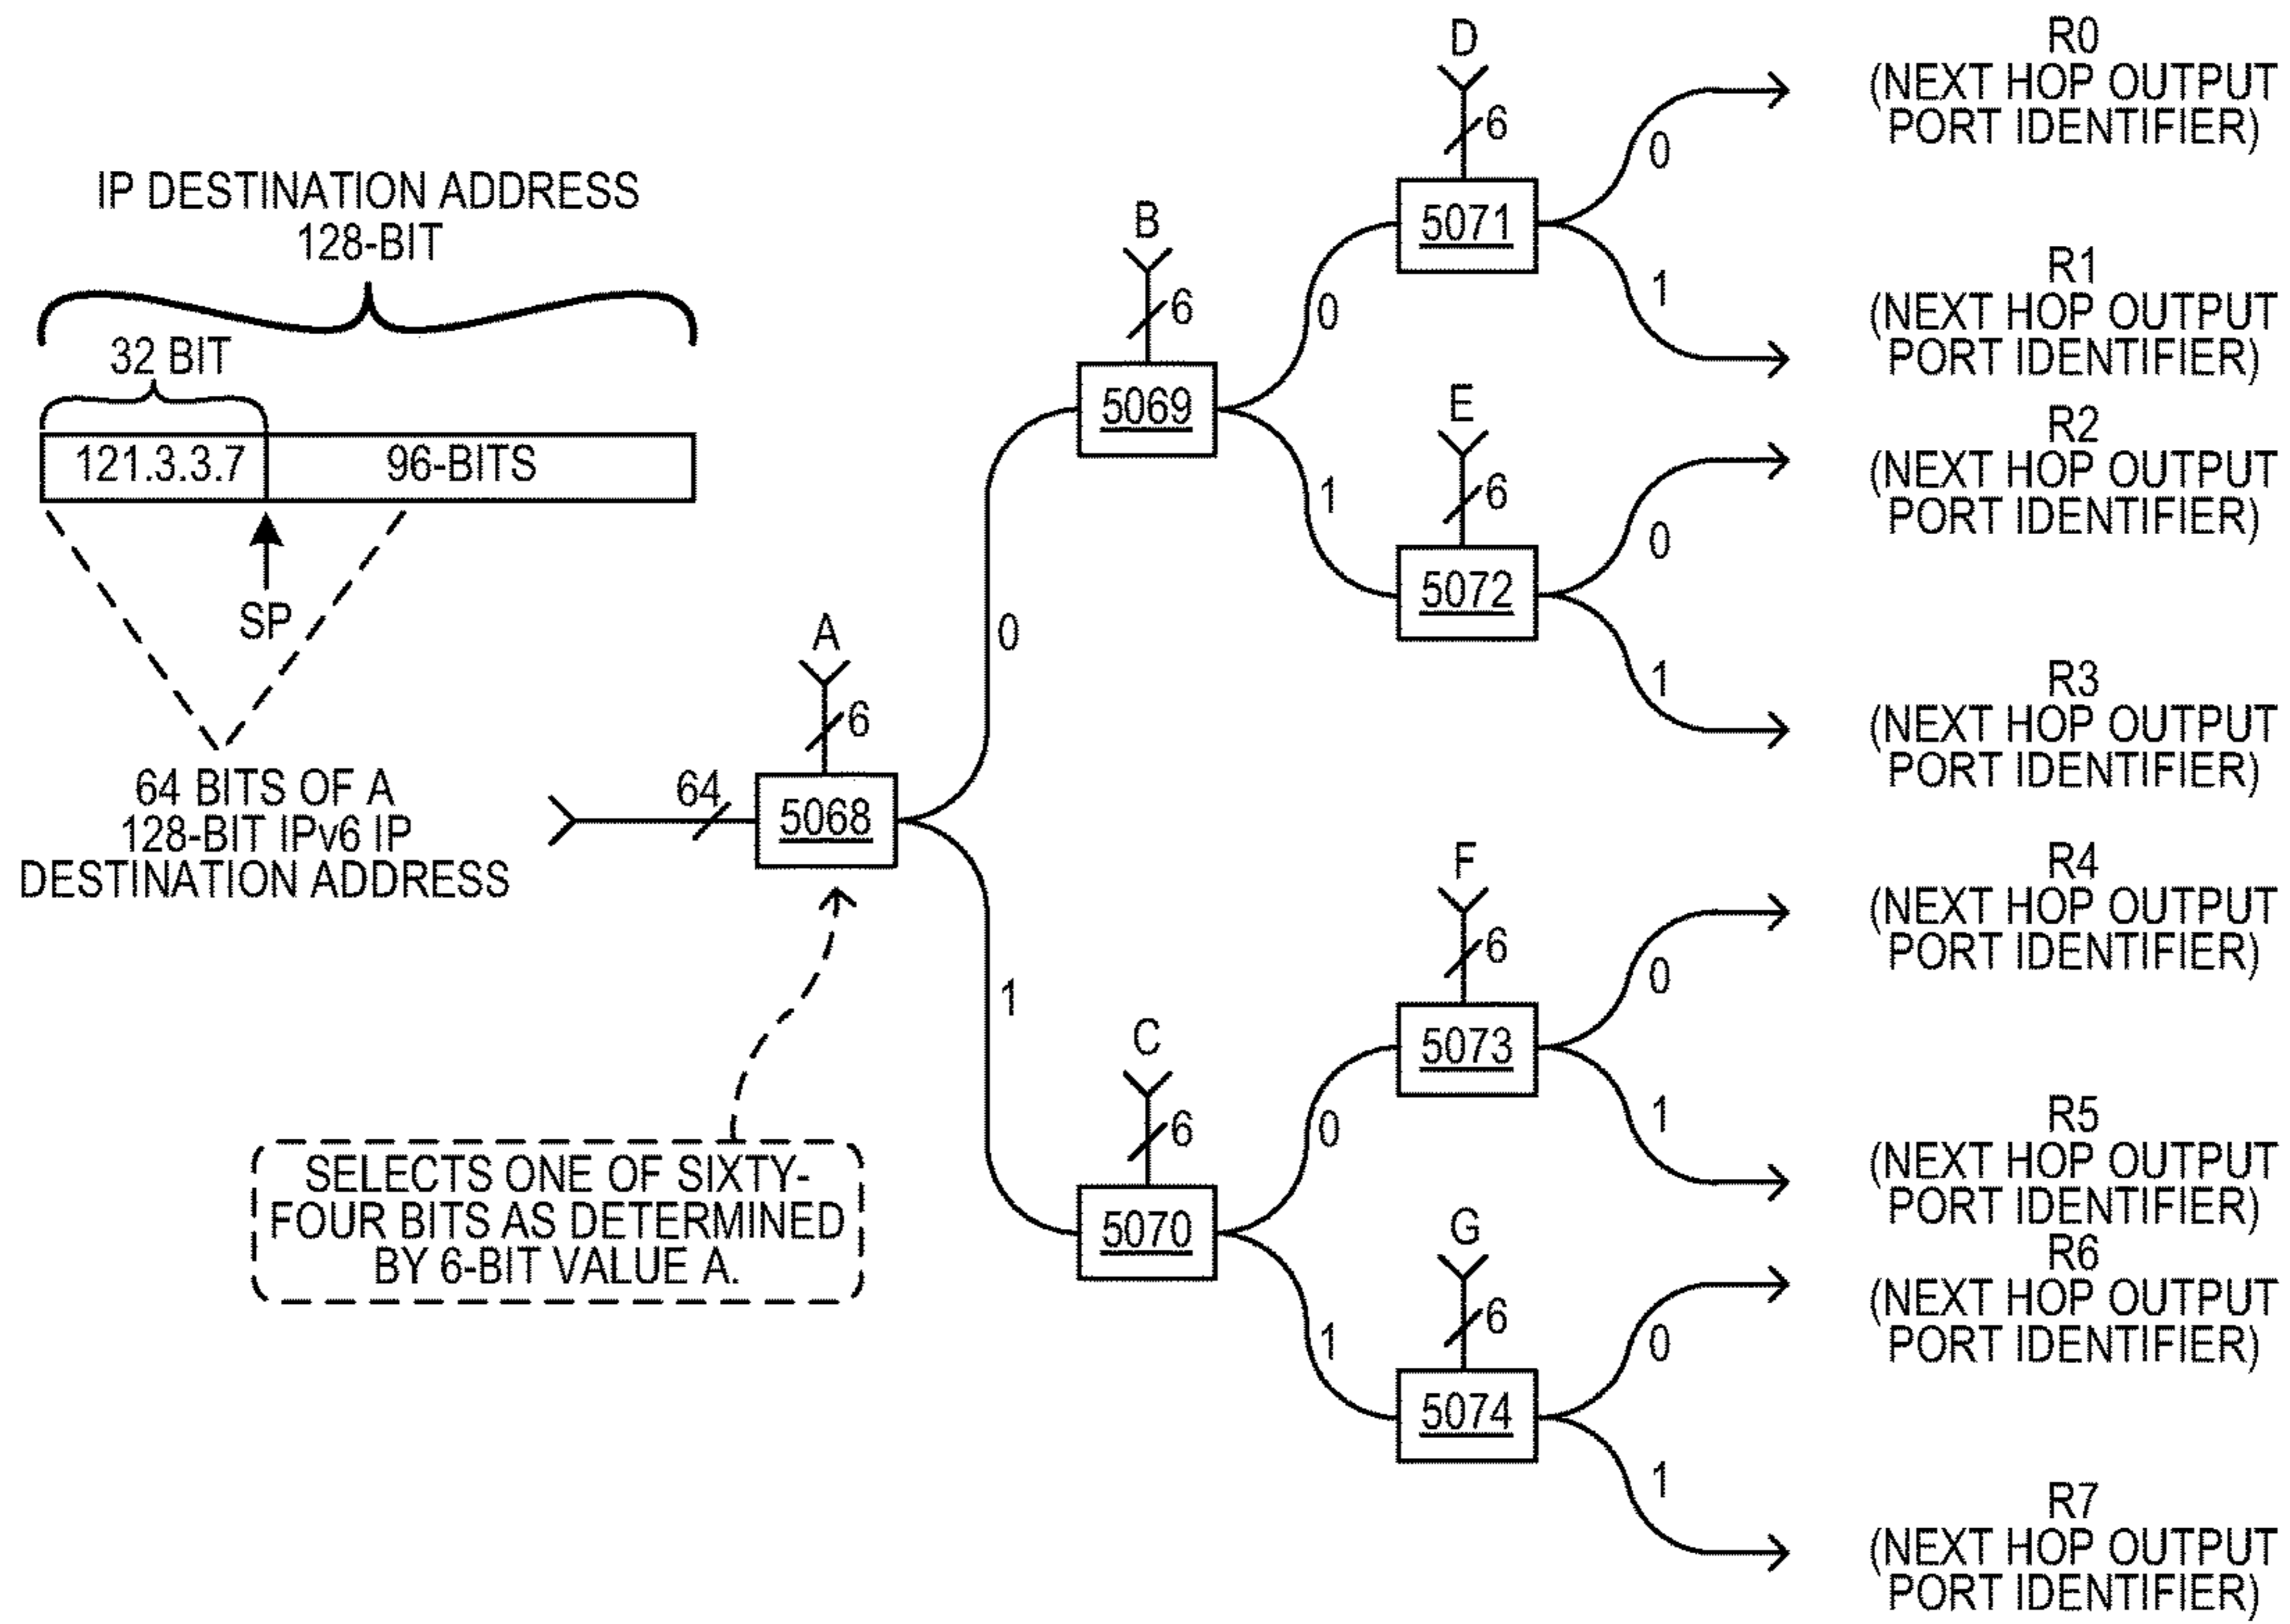 IP DESTINATION ADDRESS
128-BIT
32 BIT
121.3.3.7
96-BITS
SP
64 BITS OF A
128-BIT IPv6 IP
DESTINATION ADDRESS
64
A
6
5068
SELECTS ONE OF SIXTY-
FOUR BITS AS DETERMINED
BY 6-BIT VALUE A.
0
1
B
6
5069
0
1
C
6
5070
0
1
D
6
5071
0
1
E
6
5072
0
1
F
6
5073
0
1
G
6
5074
0
1
R0
(NEXT HOP OUTPUT
PORT IDENTIFIER)
R1
(NEXT HOP OUTPUT
PORT IDENTIFIER)
R2
(NEXT HOP OUTPUT
PORT IDENTIFIER)
R3
(NEXT HOP OUTPUT
PORT IDENTIFIER)
R4
(NEXT HOP OUTPUT
PORT IDENTIFIER)
R5
(NEXT HOP OUTPUT
PORT IDENTIFIER)
R6
(NEXT HOP OUTPUT
PORT IDENTIFIER)
R7
(NEXT HOP OUTPUT
PORT IDENTIFIER)